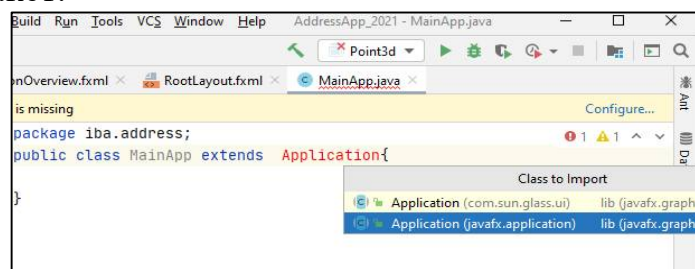 Build Run Tools VCS Window Help AddressApp_2021 - MainApp.java
Point3d
nOverview.fxml RootLayout.fxml MainApp.java
is missing Configure...
package iba.address; 1 1
public class MainApp extends Application{
Class to Import
Application (com.sun.glass.ui) lib (javafx.graph
Application (javafx.application) lib (javafx.graph
}
Ant
Da